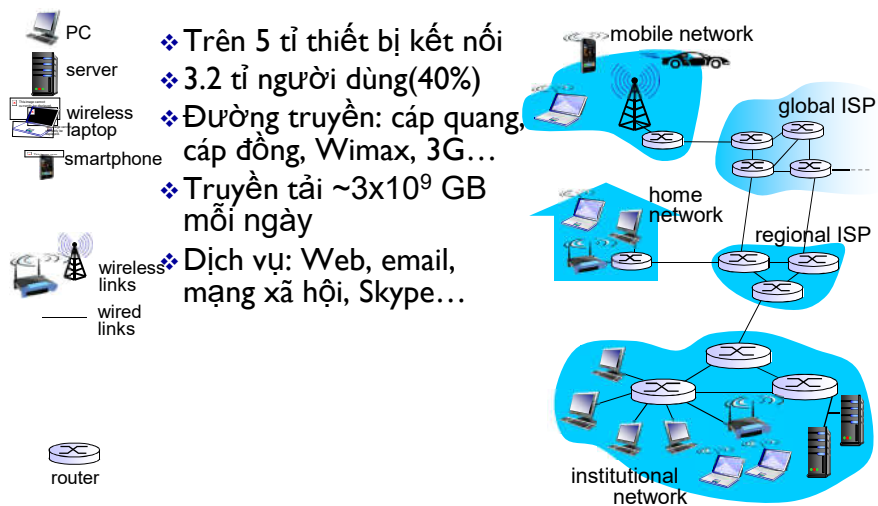 PC
server
wireless
laptop
smartphone
wireless
links
wired
links
router
❖Trên 5 tỉ thiết bị kết nối
❖3.2 tỉ người dùng(40%)
❖Đường truyền: cáp quang,
cáp đồng, Wimax, 3G…
❖Truyền tải ~3x10⁹ GB
mỗi ngày
❖Dịch vụ: Web, email,
mạng xã hội, Skype…
mobile network
global ISP
home
network
regional ISP
institutional
network